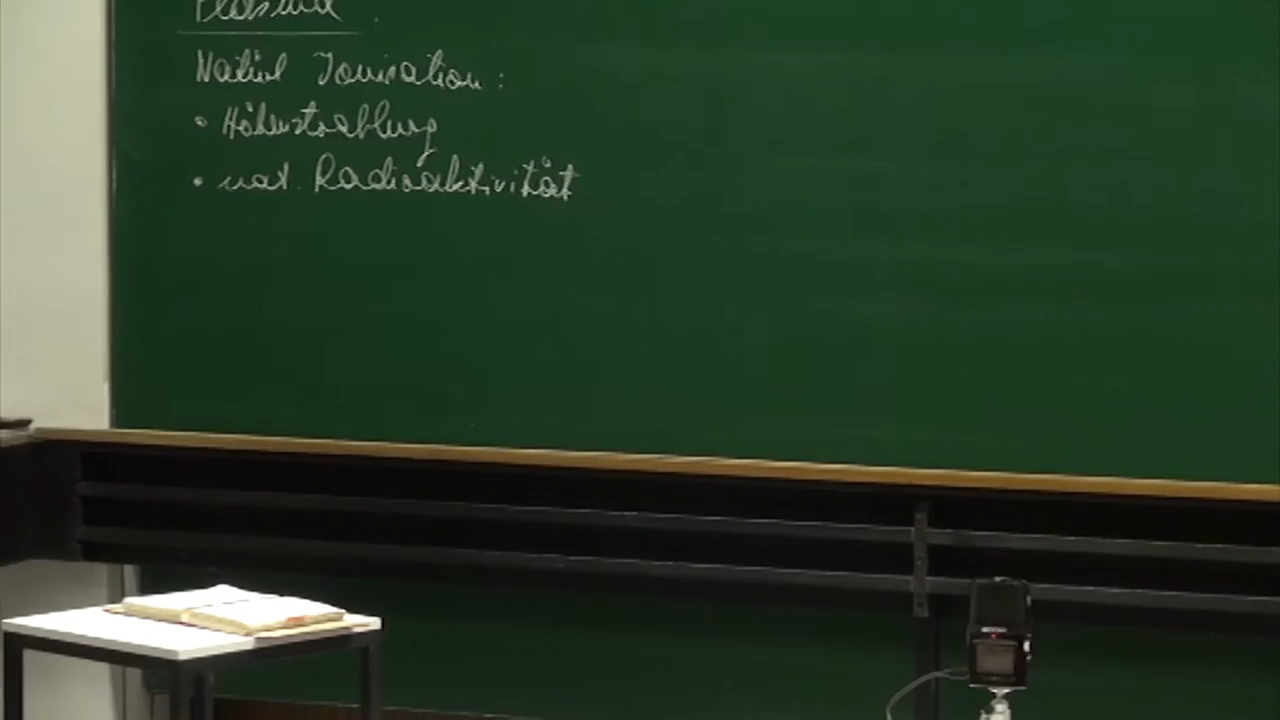 Natürl Ionisation :
• Höhenstrahlung
• nat. Radioaktivität